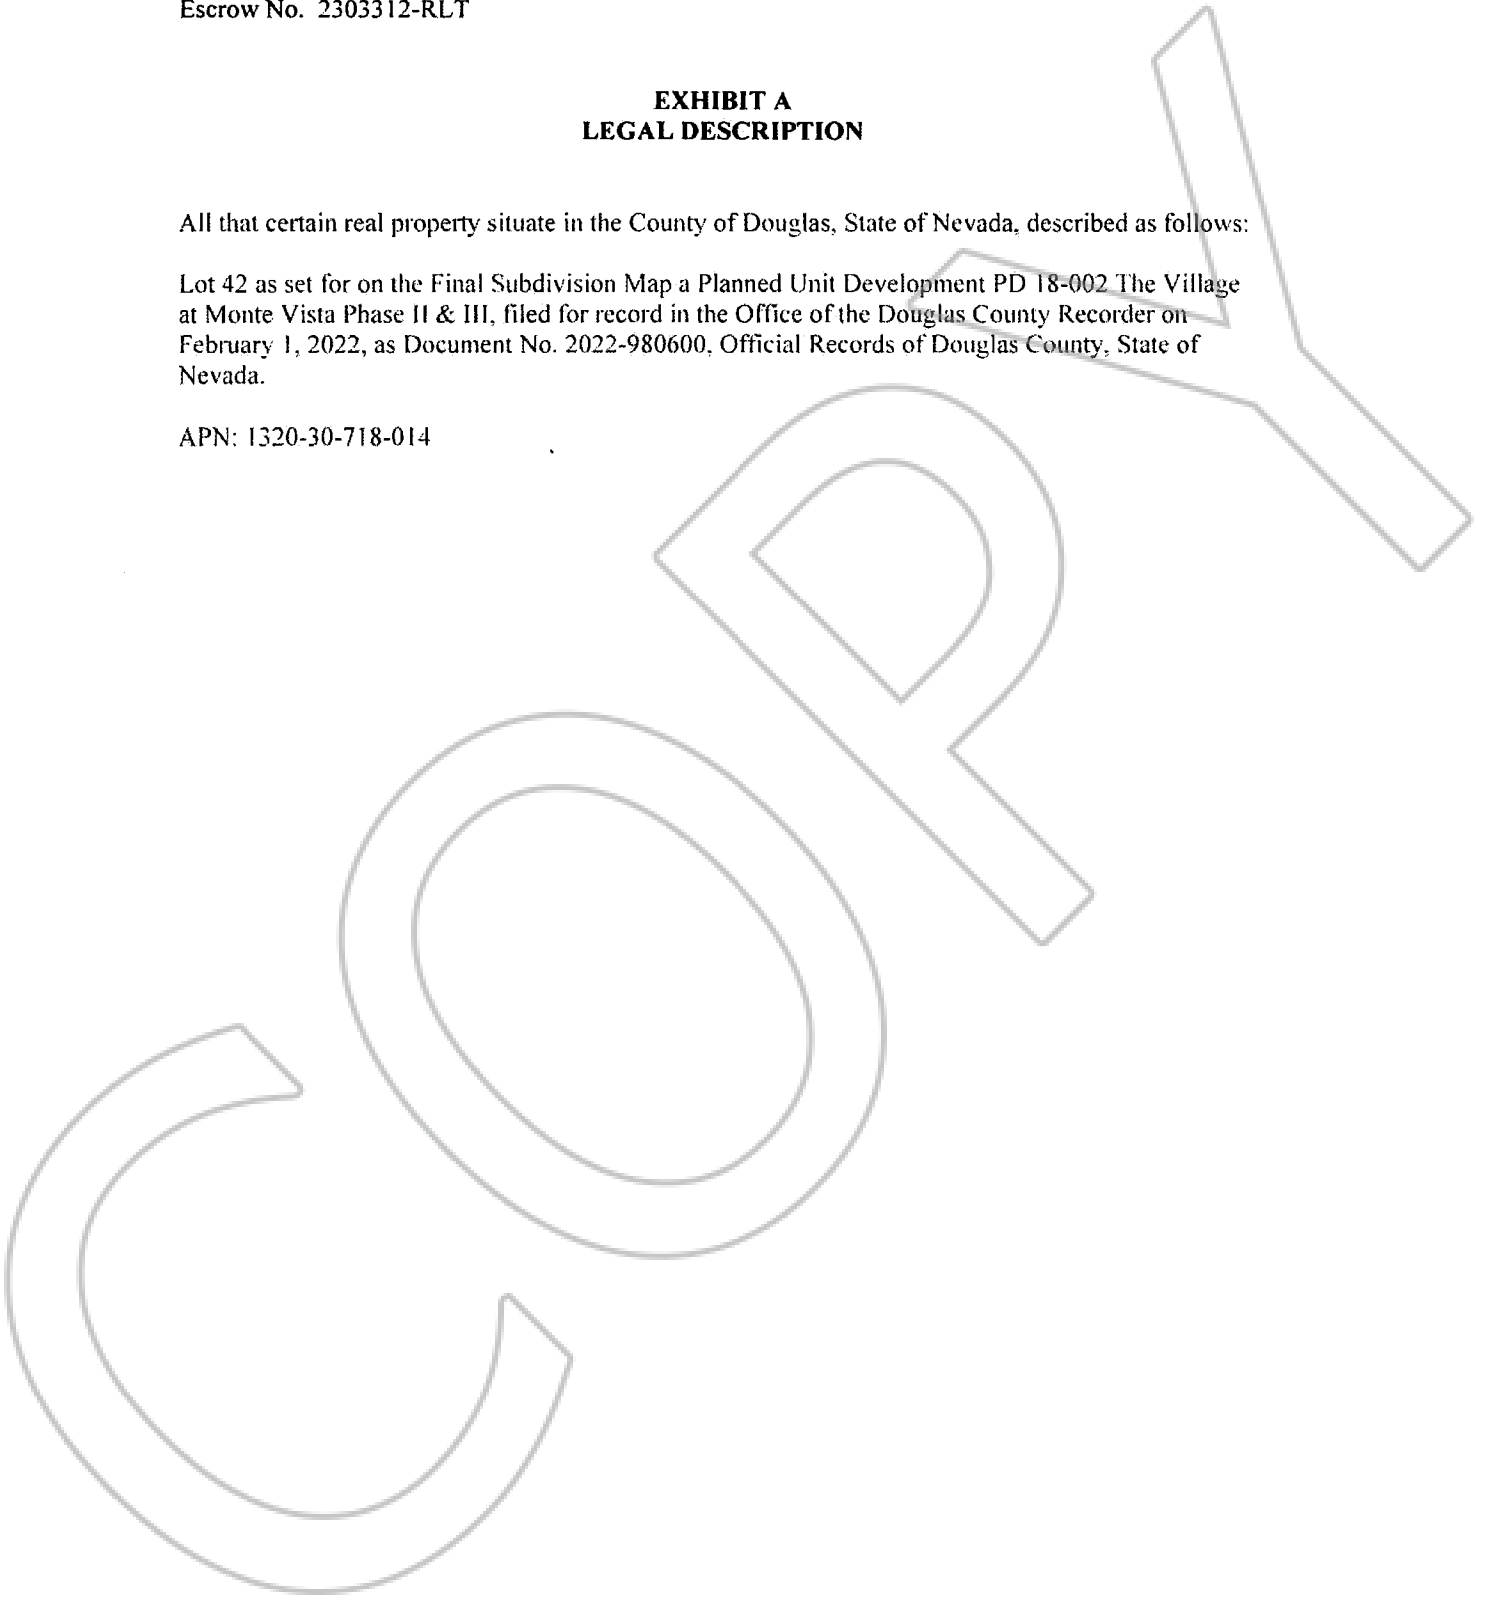 Escrow No. 2303312-RLT
EXHIBIT A
LEGAL DESCRIPTION
All that certain real property situate in the County of Douglas, State of Nevada, described as follows:
Lot 42 as set for on the Final Subdivision Map a Planned Unit Development PD 18-002 The Village
at Monte Vista Phase II & III, filed for record in the Office of the Douglas County Recorder on
February 1, 2022, as Document No. 2022-980600, Official Records of Douglas County, State of
Nevada.
APN: 1320-30-718-014
COPY